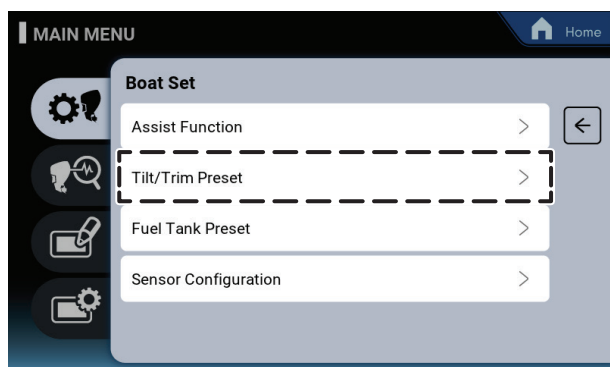 MAIN MENU
Home
Boat Set
Assist Function
Tilt/Trim Preset
Fuel Tank Preset
Sensor Configuration